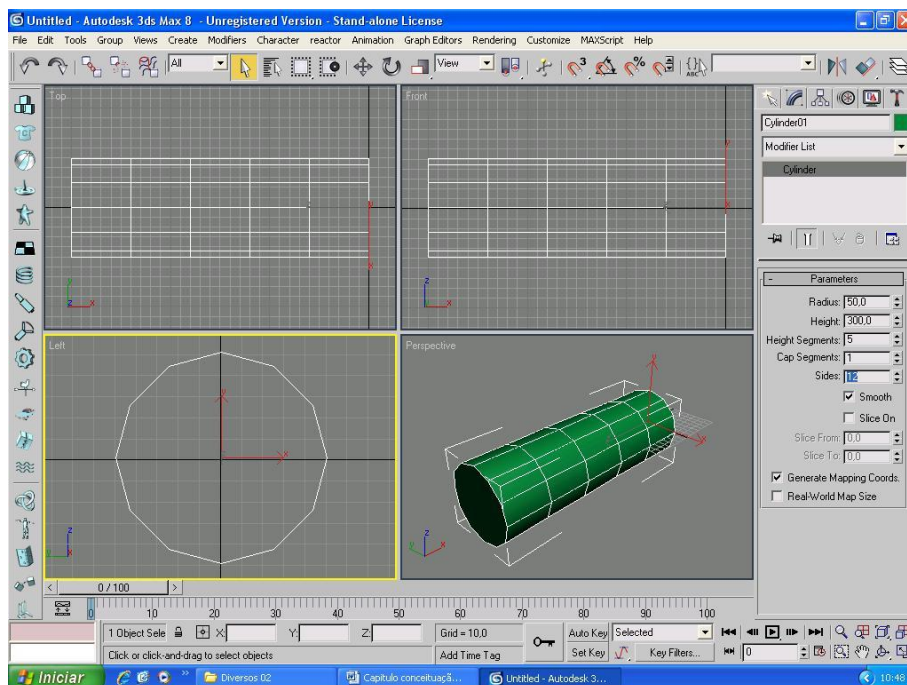 Untitled - Autodesk 3ds Max 8 - Unregistered Version - Stand-alone License
File Edit Tools Group Views Create Modifiers Character reactor Animation Graph Editors Rendering Customize MAXScript Help
All
View
3
%
ABC
Top
Front
Left
Perspective
Cylinder01
Modifier List
Cylinder
- Parameters
Radius: 50,0
Height: 300,0
Height Segments: 5
Cap Segments: 1
Sides: 12
Smooth
Slice On
Slice From: 0,0
Slice To: 0,0
Generate Mapping Coords.
Real-World Map Size
< 0 / 100 >
0 10 20 30 40 50 60 70 80 90 100
1 Object Sele X: Y: Z: Grid = 10,0 Auto Key Selected
Click or click-and-drag to select objects Add Time Tag Set Key Key Filters... 0
Iniciar Diversos 02 Capitulo conceituaçã... Untitled - Autodesk 3... 10:48